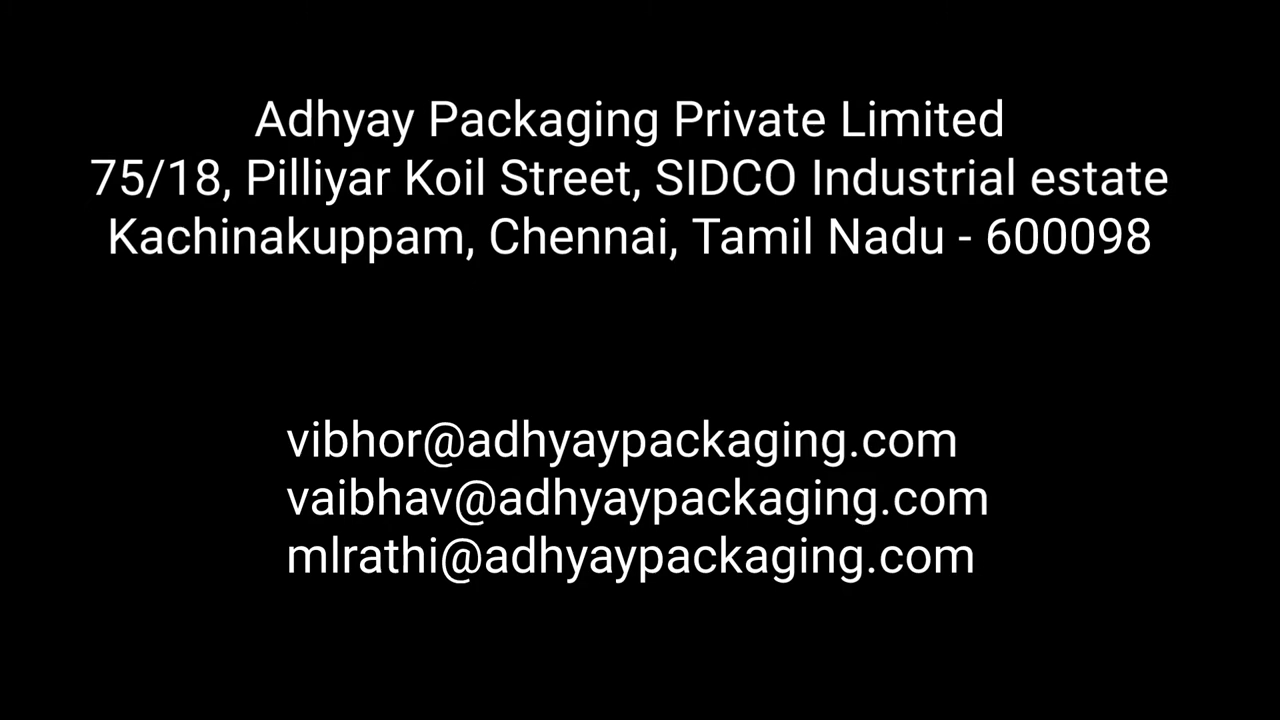 Adhyay Packaging Private Limited
75/18, Pilliyar Koil Street, SIDCO Industrial estate
Kachinakuppam, Chennai, Tamil Nadu - 600098
vibhor@adhyaypackaging.com
vaibhav@adhyaypackaging.com
mlrathi@adhyaypackaging.com